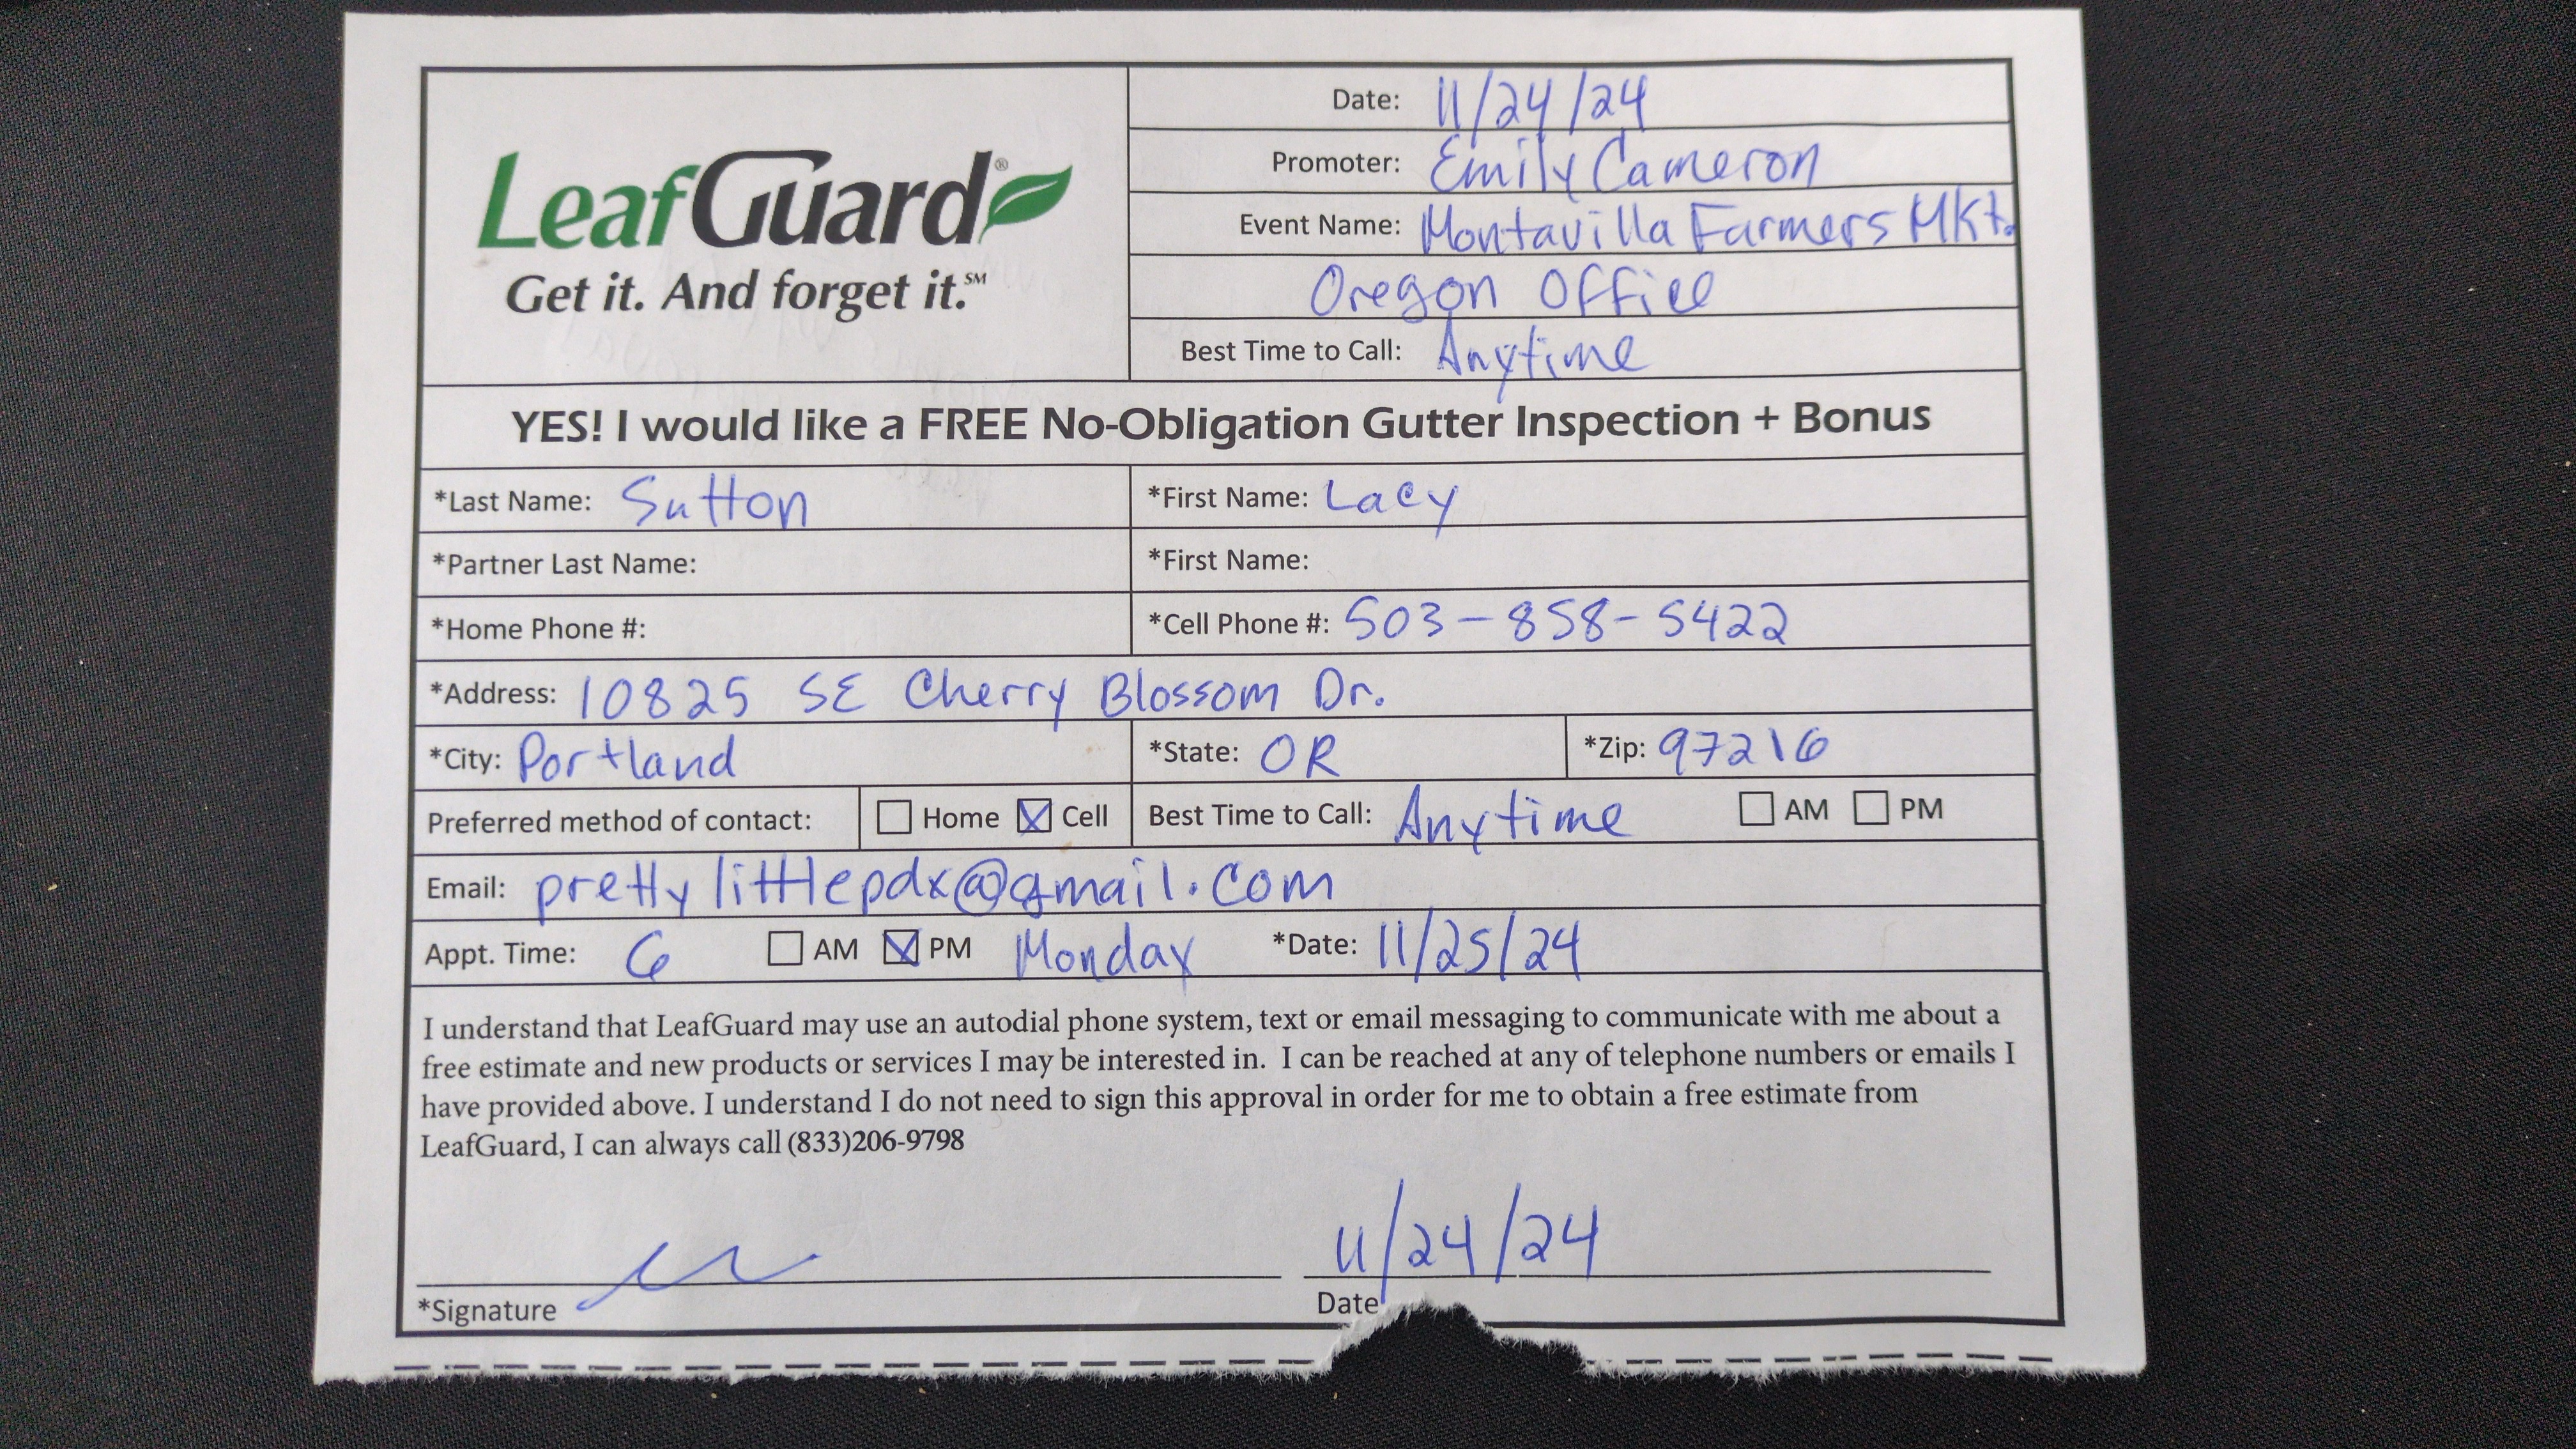 LeafGuard®
Get it. And forget it.℠
Date: 11/24/24
Promoter: Emily Cameron
Event Name: Montavilla Farmers Mkt.
Oregon Office
Best Time to Call: Anytime
YES! I would like a FREE No-Obligation Gutter Inspection + Bonus
*Last Name: Sutton *First Name: Lacy
*Partner Last Name: *First Name:
*Home Phone #: *Cell Phone #: 503-858-5422
*Address: 10825 SE Cherry Blossom Dr.
*City: Portland *State: OR *Zip: 97216
Preferred method of contact: ☐ Home ☒ Cell Best Time to Call: Anytime ☐ AM ☐ PM
Email: prettylittlepdx@gmail.com
Appt. Time: 6 ☐ AM ☒ PM Monday *Date: 11/25/24
I understand that LeafGuard may use an autodial phone system, text or email messaging to communicate with me about a
free estimate and new products or services I may be interested in. I can be reached at any of telephone numbers or emails I
have provided above. I understand I do not need to sign this approval in order for me to obtain a free estimate from
LeafGuard, I can always call (833)206-9798
11/24/24
*Signature Date